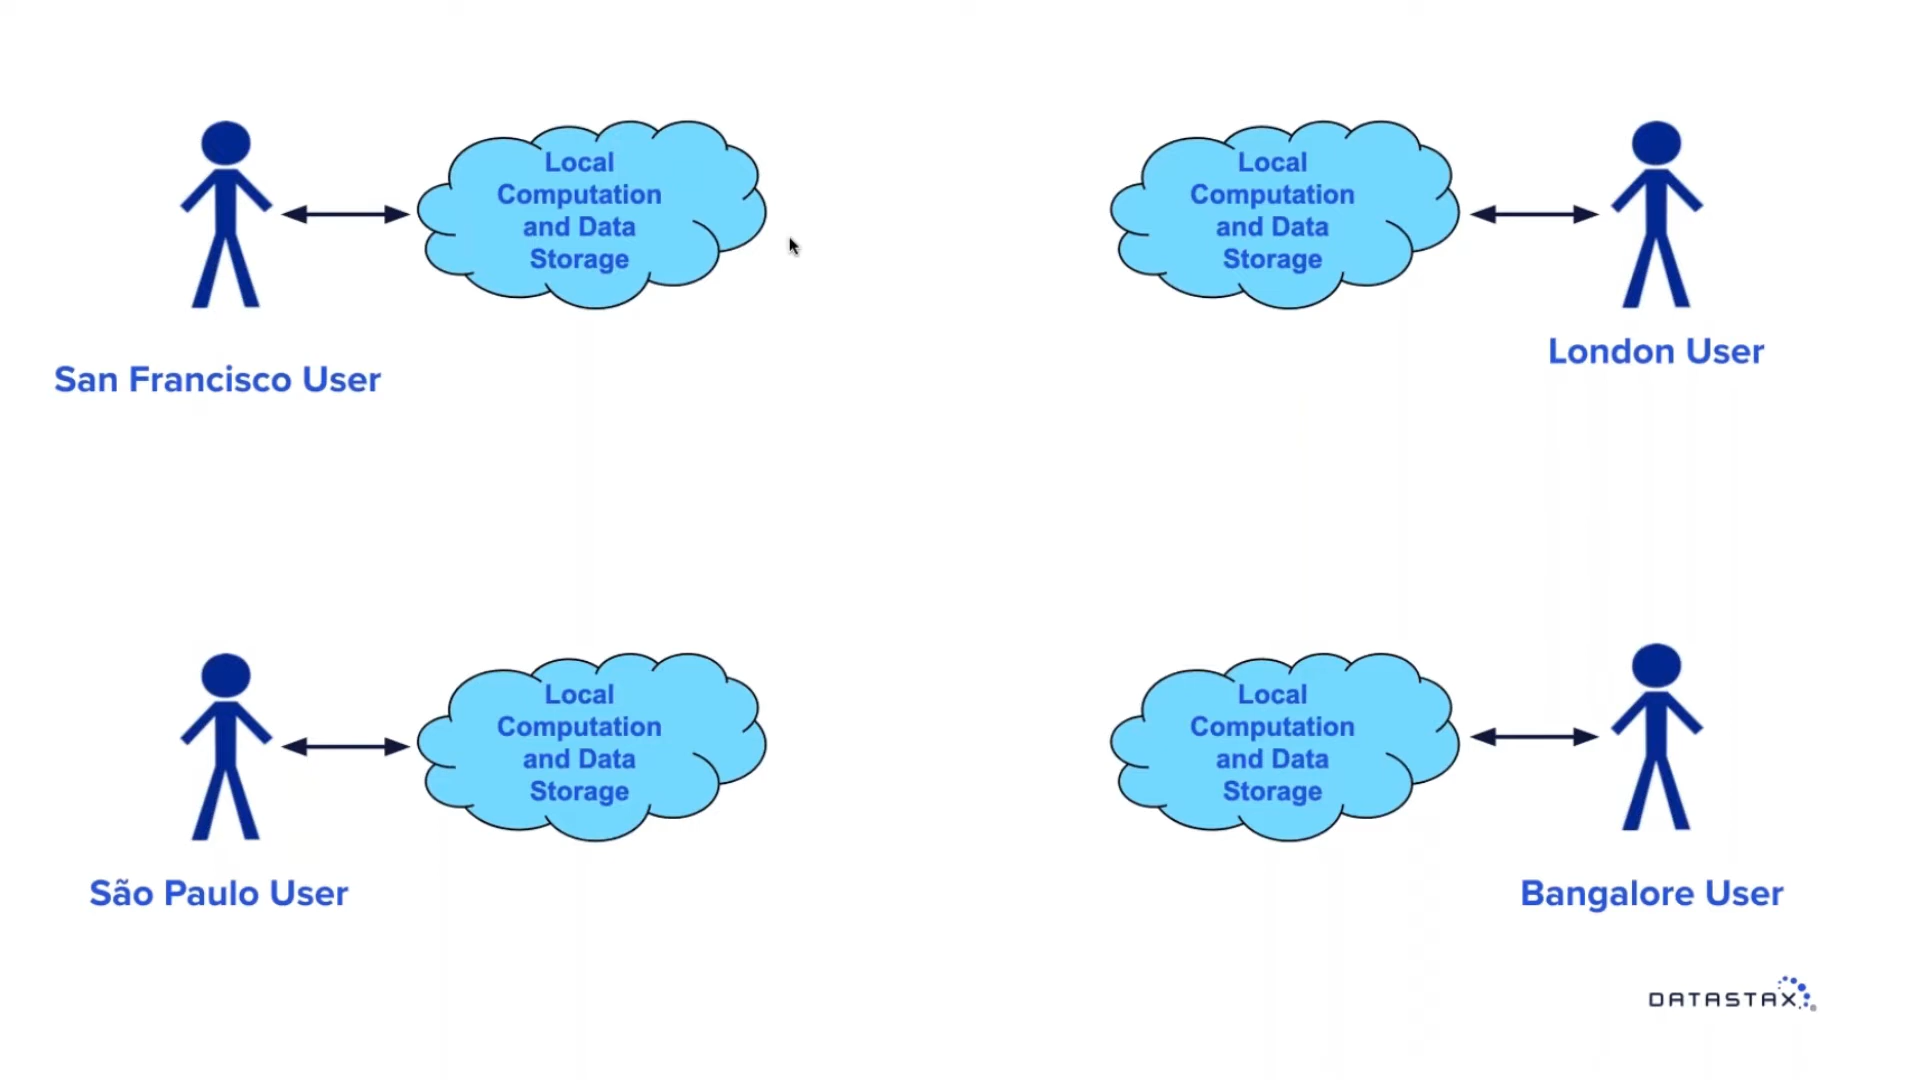 Local
Computation
and Data
Storage
San Francisco User
Local
Computation
and Data
Storage
London User
Local
Computation
and Data
Storage
São Paulo User
Local
Computation
and Data
Storage
Bangalore User
DATASTAX